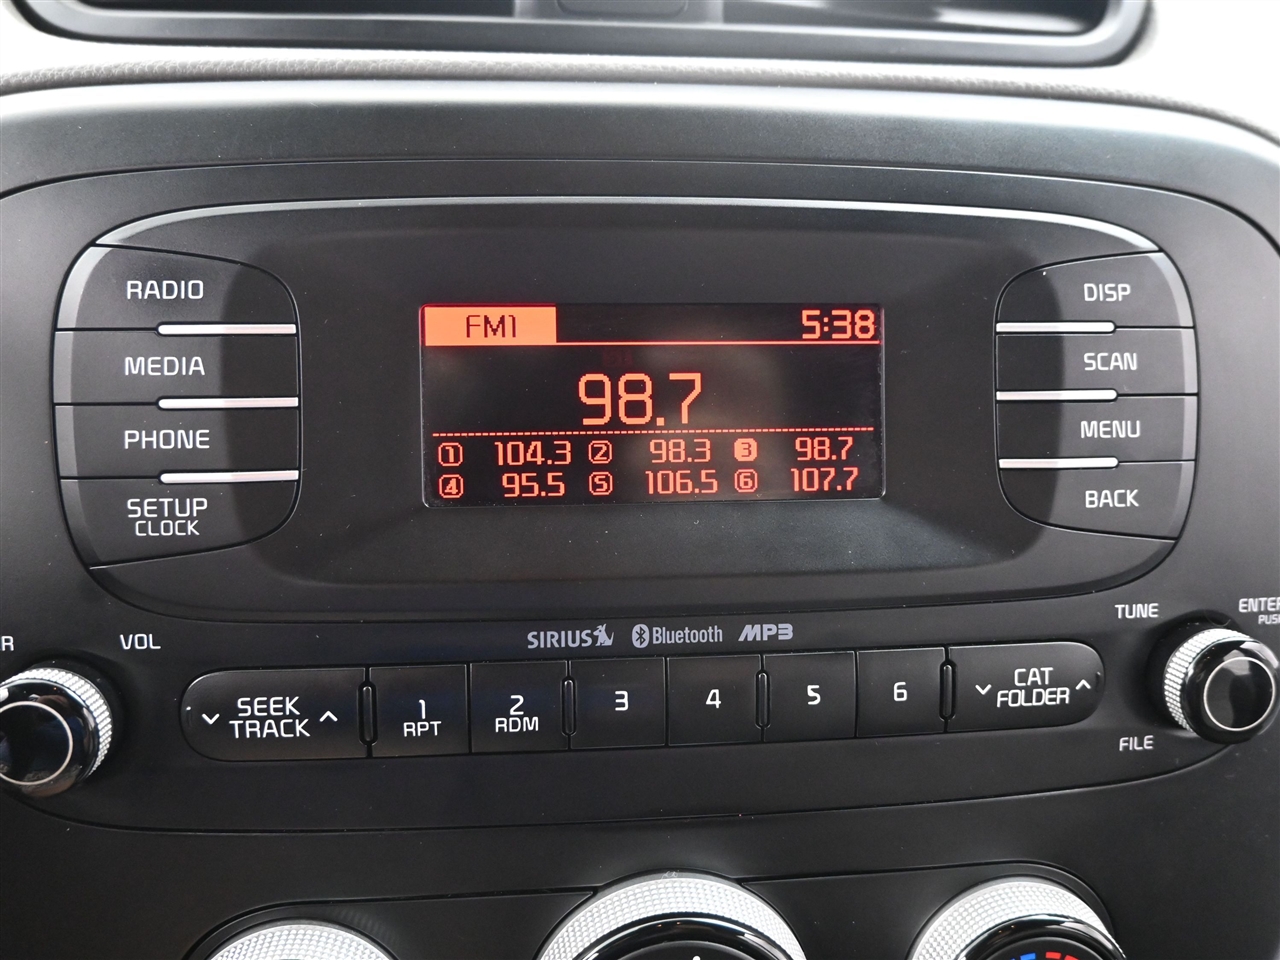 RADIO
MEDIA
PHONE
SETUP
CLOCK
FM1 5:38
98.7
1 104.3 2 98.3 3 98.7
4 95.5 5 106.5 6 107.7
DISP
SCAN
MENU
BACK
VOL
SIRIUS Bluetooth MP3
TUNE
ENTER
SEEK
TRACK
1
RPT
2
RDM
3
4
5
6
CAT
FOLDER
FILE